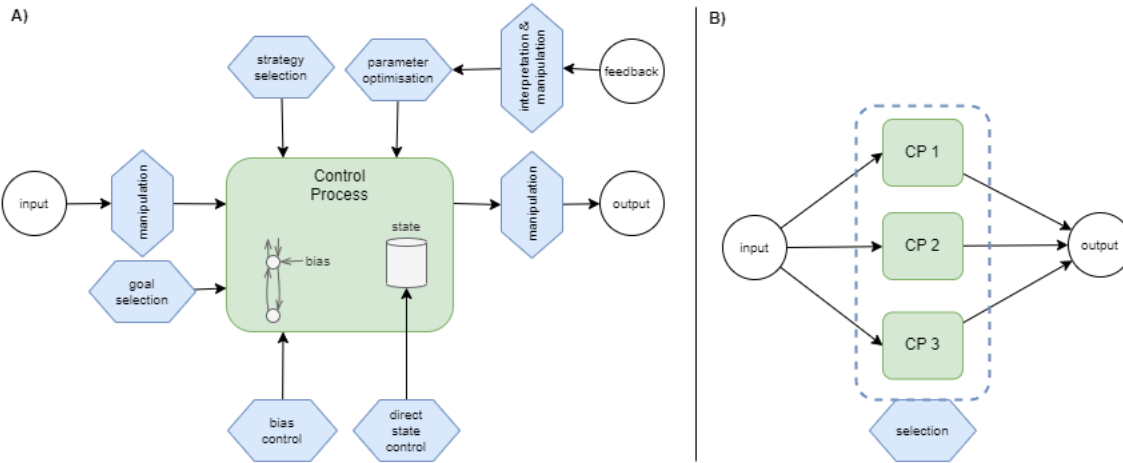 A)
strategy
selection
parameter
optimisation
interpretation &
manipulation
feedback
input
manipulation
Control
Process
state
bias
manipulation
output
goal
selection
bias
control
direct
state
control
B)
CP 1
input
CP 2
output
CP 3
selection